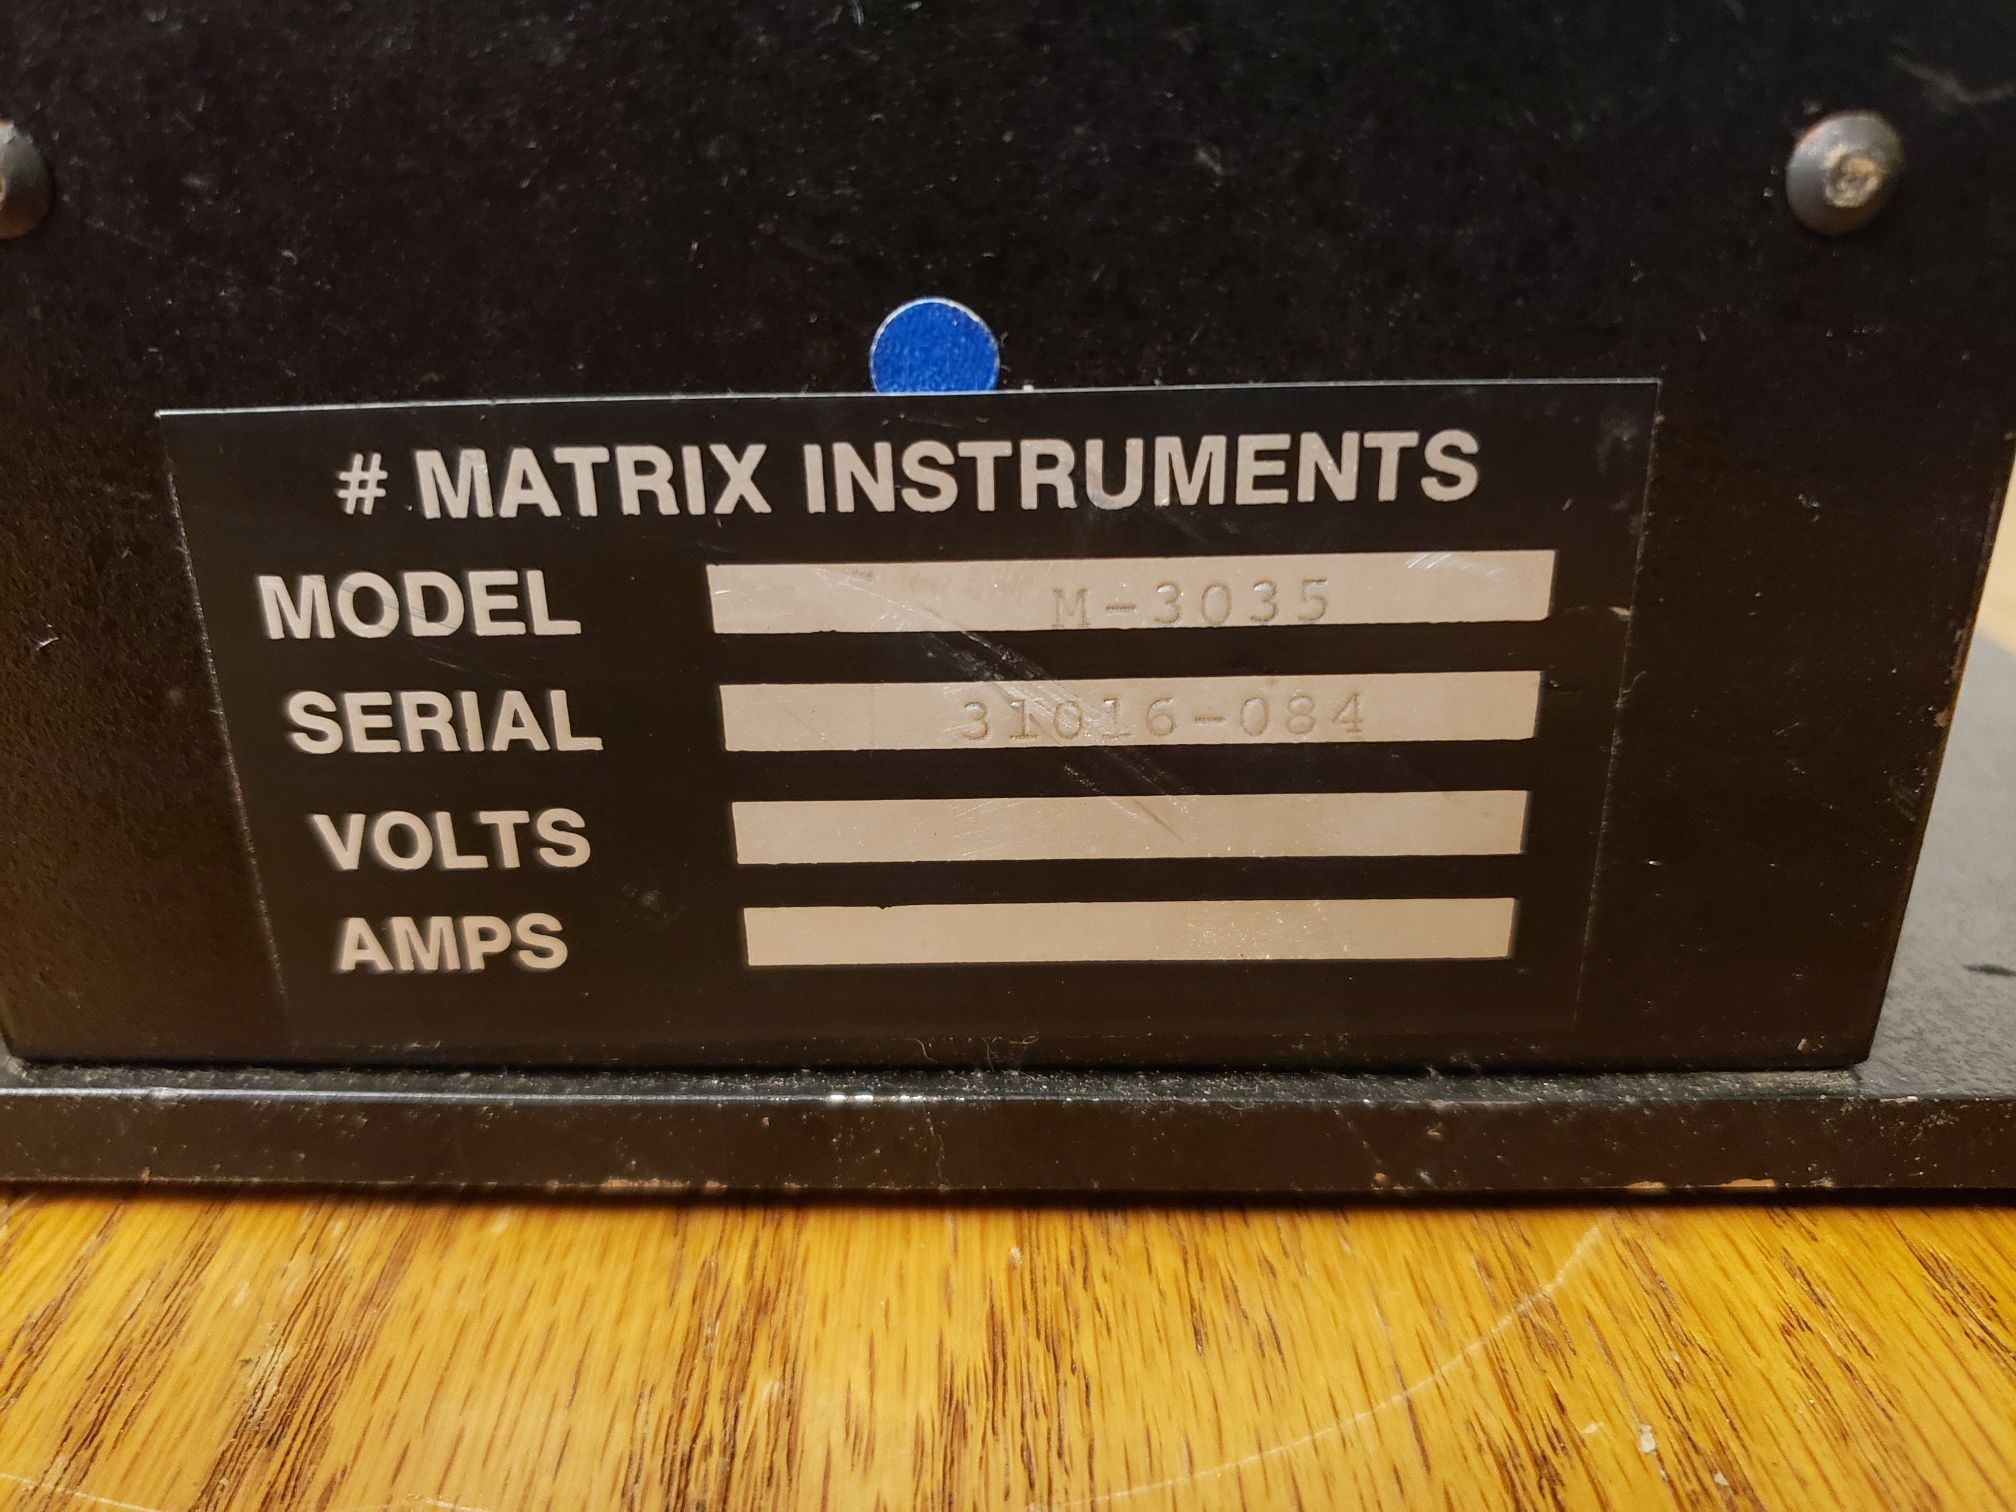 # MATRIX INSTRUMENTS
MODEL M-3035
SERIAL 31016-084
VOLTS
AMPS